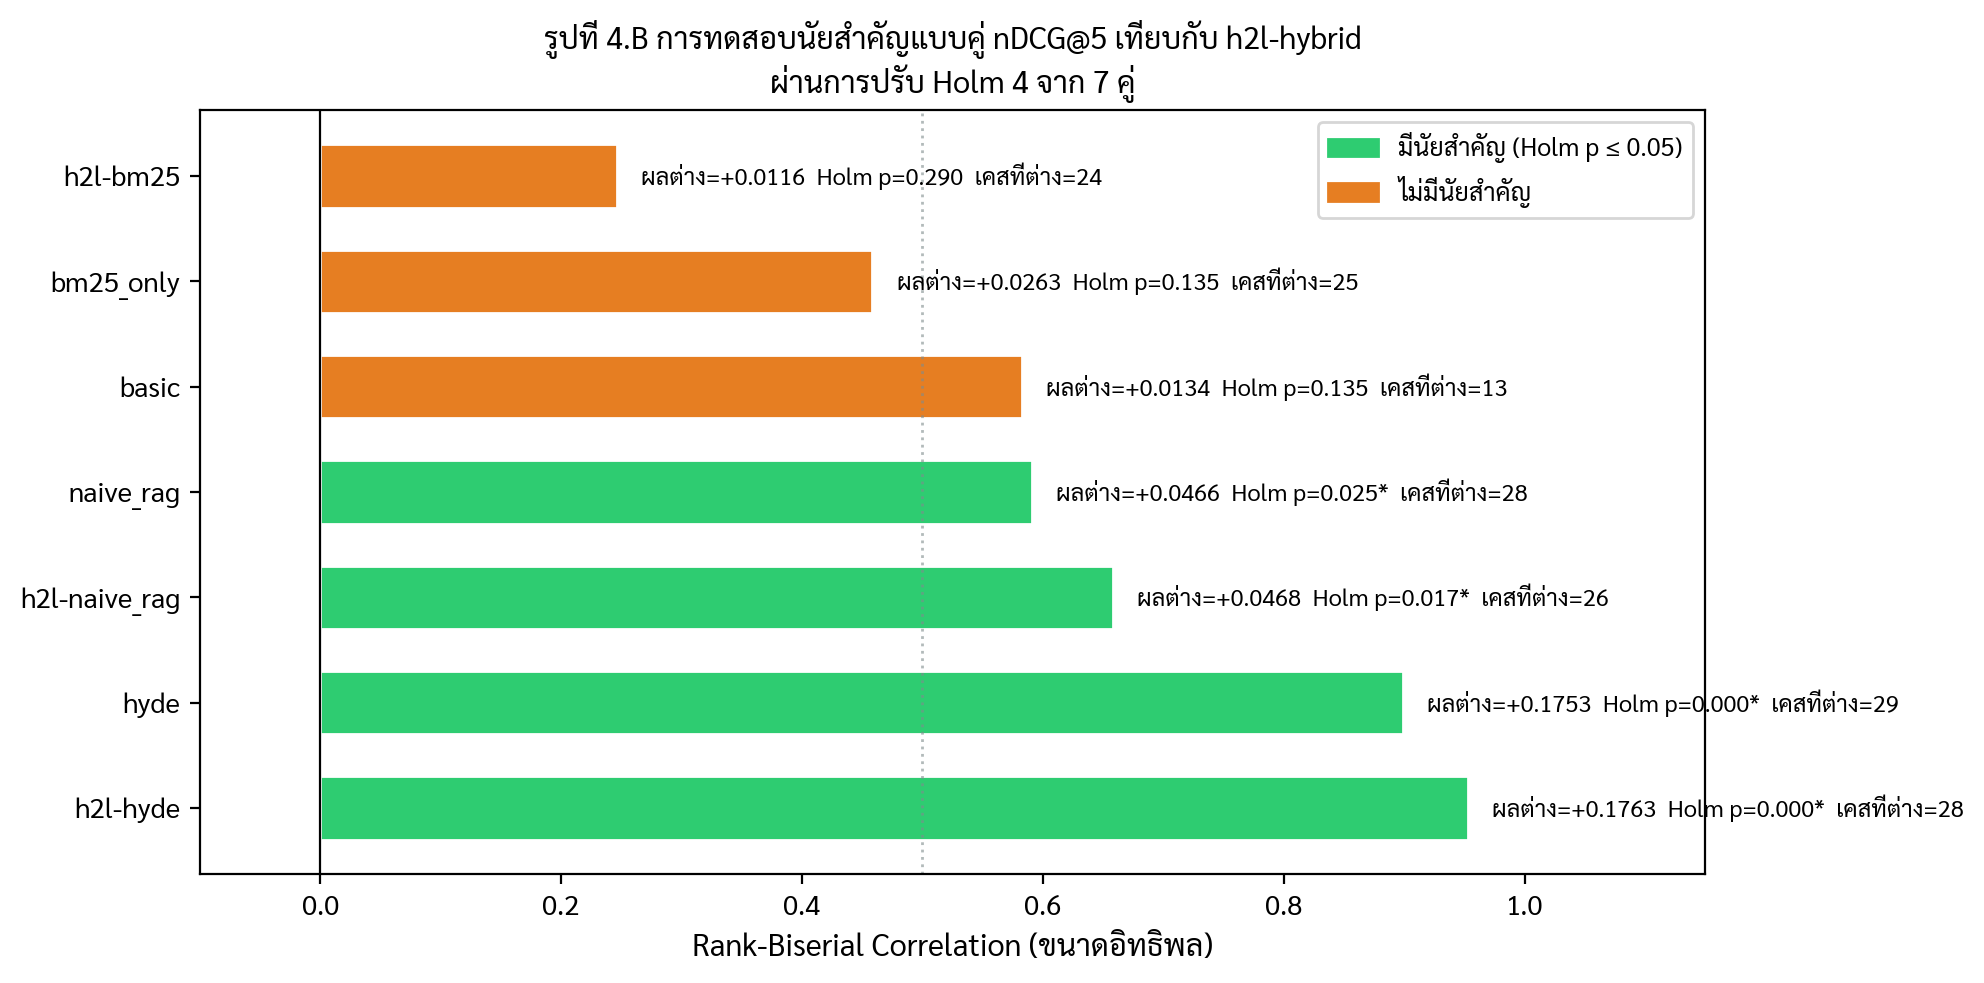 รูปที่ 4.B การทดสอบนัยสำคัญแบบคู่ nDCG@5 เทียบกับ h2l-hybrid
ผ่านการปรับ Holm 4 จาก 7 คู่
มีนัยสำคัญ (Holm p ≤ 0.05)
ไม่มีนัยสำคัญ
h2l-bm25 ผลต่าง=+0.0116 Holm p=0.290 เคสที่ต่าง=24
bm25_only ผลต่าง=+0.0263 Holm p=0.135 เคสที่ต่าง=25
basic ผลต่าง=+0.0134 Holm p=0.135 เคสที่ต่าง=13
naive_rag ผลต่าง=+0.0466 Holm p=0.025* เคสที่ต่าง=28
h2l-naive_rag ผลต่าง=+0.0468 Holm p=0.017* เคสที่ต่าง=26
hyde ผลต่าง=+0.1753 Holm p=0.000* เคสที่ต่าง=29
h2l-hyde ผลต่าง=+0.1763 Holm p=0.000* เคสที่ต่าง=28
0.0 0.2 0.4 0.6 0.8 1.0
Rank-Biserial Correlation (ขนาดอิทธิพล)